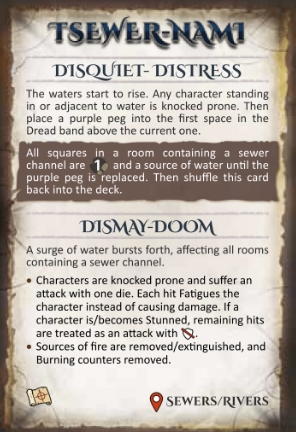 TSEWER-NAMI
DISQUIET- DISTRESS
The waters start to rise. Any character standing
in or adjacent to water is knocked prone. Then
place a purple peg into the first space in the
Dread band above the current one.
All squares in a room containing a sewer
channel are 1 and a source of water until the
purple peg is replaced. Then shuffle this card
back into the deck.
DISMAY-DOOM
A surge of water bursts forth, affecting all rooms
containing a sewer channel.
• Characters are knocked prone and suffer an
attack with one die. Each hit Fatigues the
character instead of causing damage. If a
character is/becomes Stunned, remaining hits
are treated as an attack with .
• Sources of fire are removed/extinguished, and
Burning counters removed.
SEWERS/RIVERS